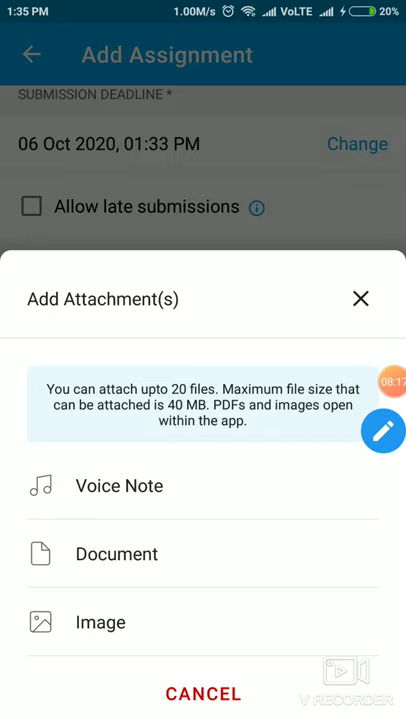 1:35 PM 1.00M/s VoLTE 20%
Add Assignment
SUBMISSION DEADLINE *
06 Oct 2020, 01:33 PM Change
Allow late submissions
Add Attachment(s)
08:17
You can attach upto 20 files. Maximum file size that
can be attached is 40 MB. PDFs and images open
within the app.
Voice Note
Document
Image
CANCEL
V RECORDER